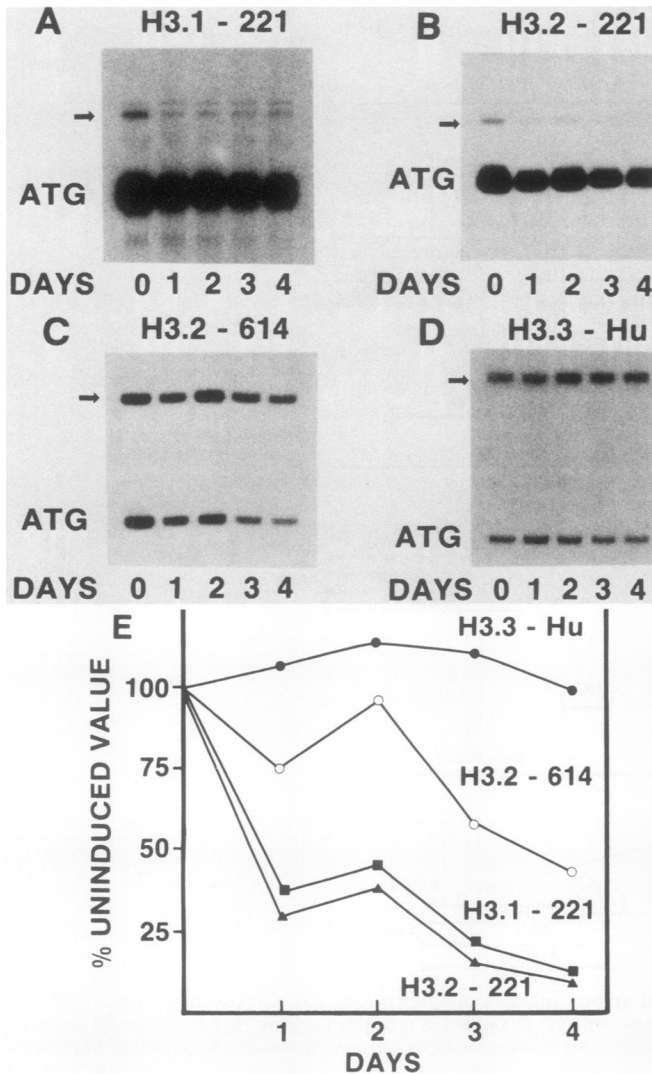 A H3.1 - 221
B H3.2 - 221
ATG
ATG
DAYS 0 1 2 3 4
DAYS 0 1 2 3 4
C H3.2 - 614
D H3.3 - Hu
ATG
ATG
DAYS 0 1 2 3 4
DAYS 0 1 2 3 4
E
H3.3 - Hu
100
H3.2 - 614
75
50
H3.1 - 221
25
H3.2 - 221
% UNINDUCED VALUE
1 2 3 4
DAYS